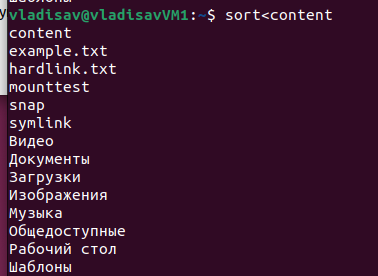 vladisav@vladisavVM1:~$ sort<content
content
example.txt
hardlink.txt
mounttest
snap
symlink
Видео
Документы
Загрузки
Изображения
Музыка
Общедоступные
Рабочий стол
Шаблоны